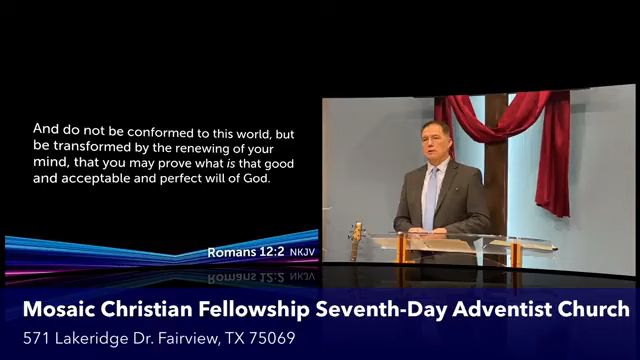 And do not be conformed to this world, but
be transformed by the renewing of your
mind, that you may prove what is that good
and acceptable and perfect will of God.
Romans 12:2 NKJV
Mosaic Christian Fellowship Seventh-Day Adventist Church
571 Lakeridge Dr. Fairview, TX 75069